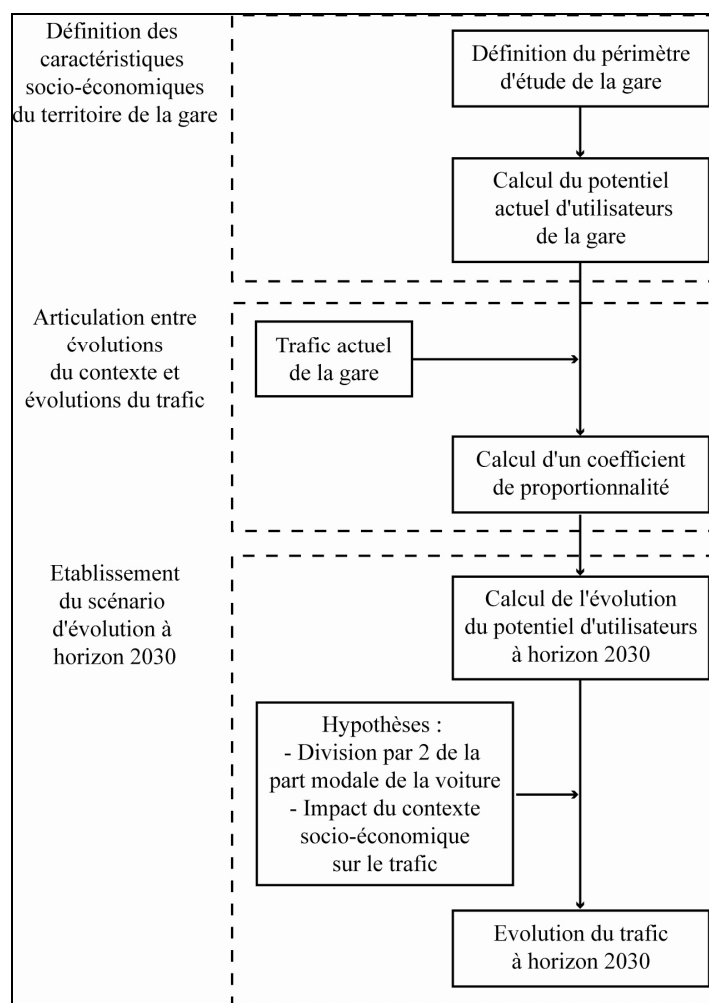 Définition des
caractéristiques
socio-économiques
du territoire de la gare
Définition du périmètre
d'étude de la gare
Calcul du potentiel
actuel d'utilisateurs
de la gare
Articulation entre
évolutions
du contexte et
évolutions du trafic
Trafic actuel
de la gare
Calcul d'un coefficient
de proportionnalité
Etablissement
du scénario
d'évolution à
horizon 2030
Calcul de l'évolution
du potentiel d'utilisateurs
à horizon 2030
Hypothèses :
- Division par 2 de la
part modale de la voiture
- Impact du contexte
socio-économique
sur le trafic
Evolution du trafic
à horizon 2030